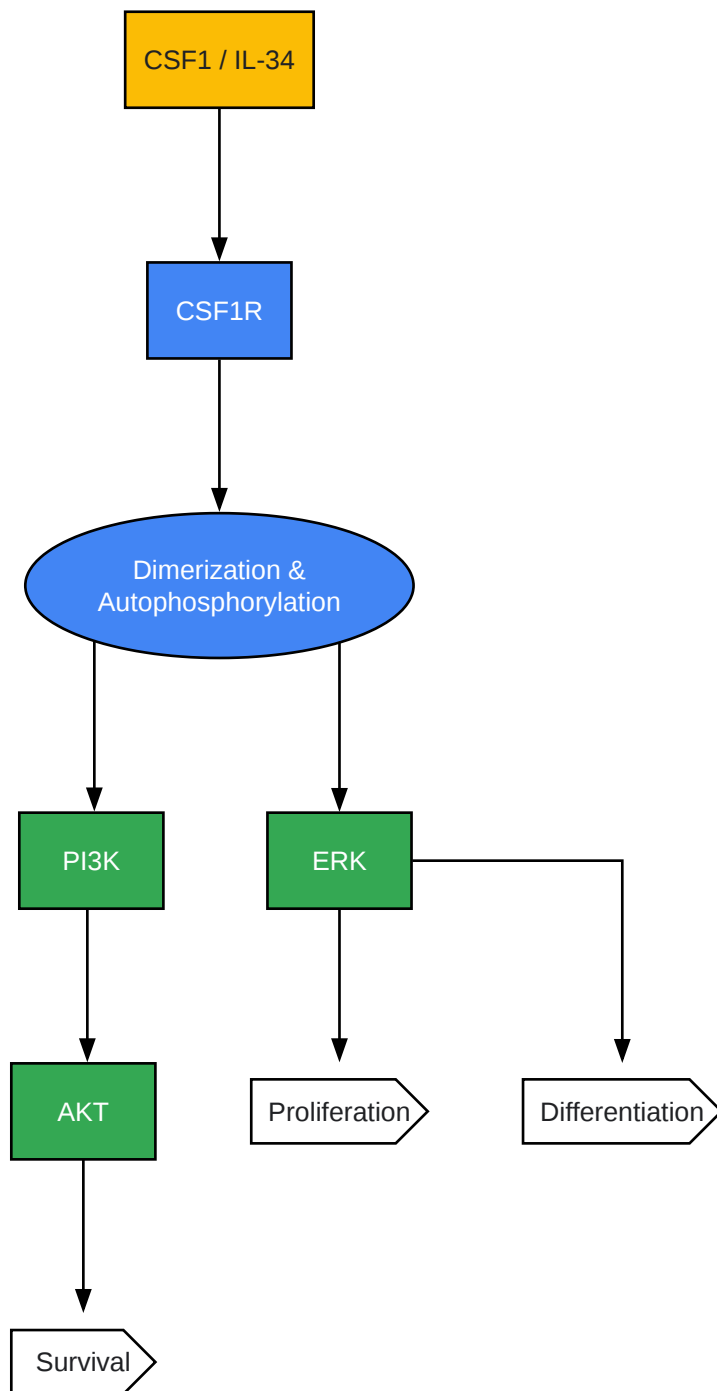 CSF1 / IL-34
CSF1R
Dimerization &
Autophosphorylation
PI3K
ERK
AKT
Proliferation
Differentiation
Survival